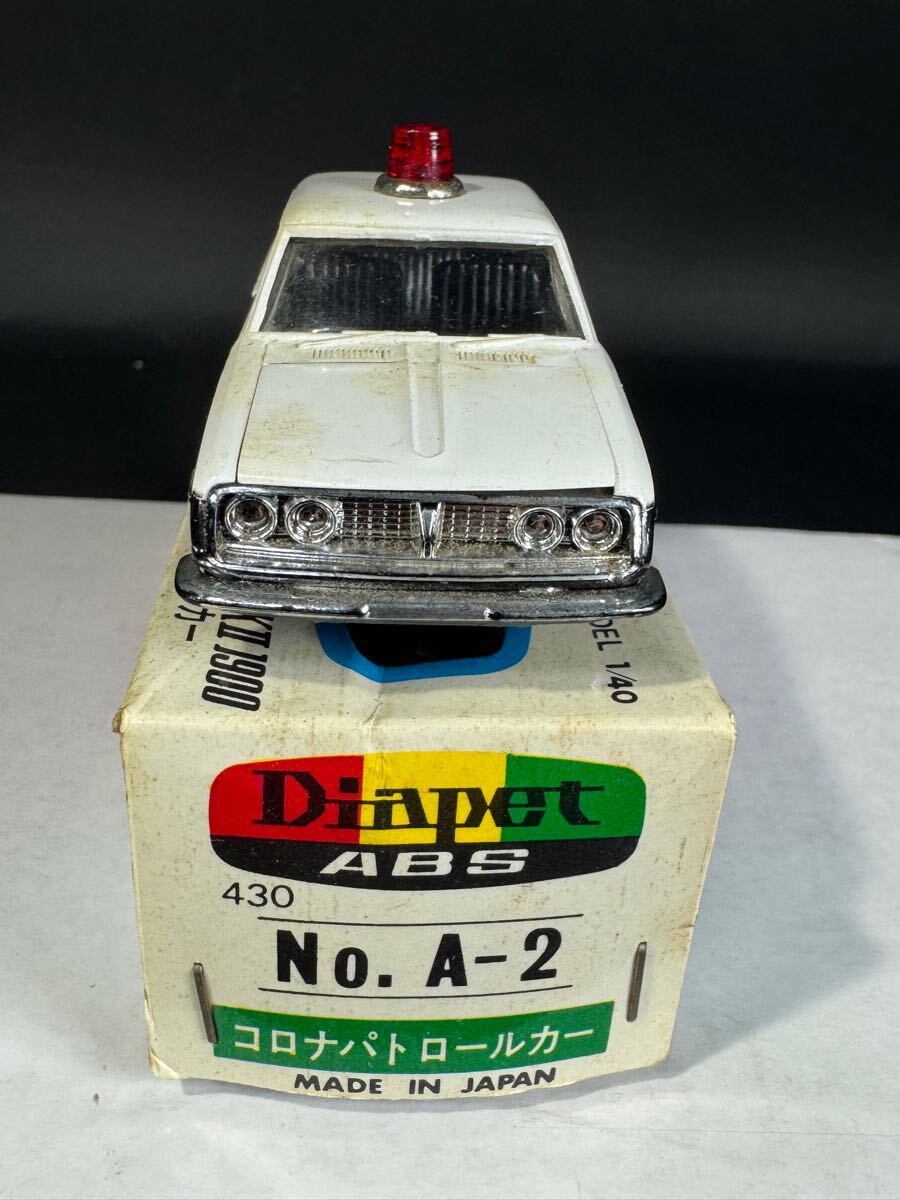 KII 1900
カー
DEL 1/40
Diapet
ABS
430
No. A-2
コロナパトロールカー
MADE IN JAPAN